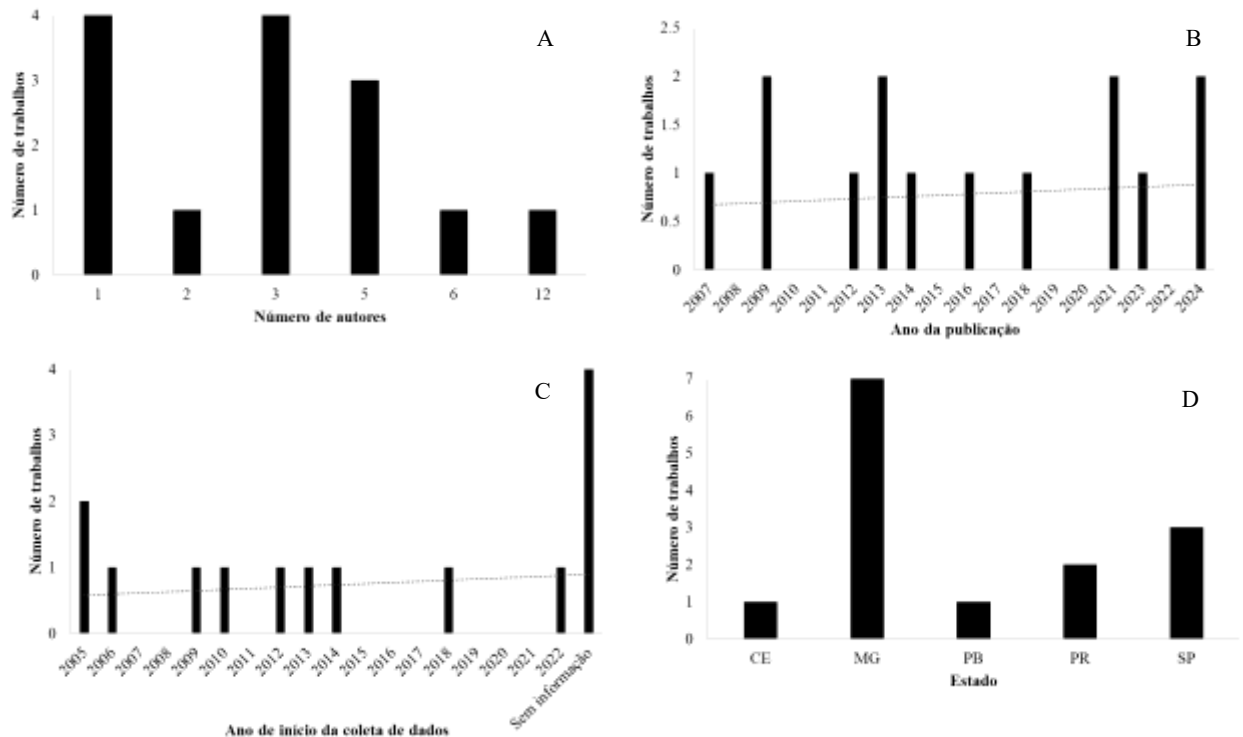 A
Número de trabalhos
4
3
2
1
0
1 2 3 5 6 12
Número de autores
B
Número de trabalhos
2.5
2
1.5
1
0.5
0
2007 2008 2009 2010 2011 2012 2013 2014 2015 2016 2017 2018 2019 2020 2021 2023 2022 2024
Ano da publicação
C
Número de trabalhos
4
3
2
1
0
2005 2006 2007 2008 2009 2010 2011 2012 2013 2014 2015 2016 2017 2018 2019 2020 2021 2022 Sem informação
Ano de início da coleta de dados
D
Número de trabalhos
7
6
5
4
3
2
1
0
CE MG PB PR SP
Estado